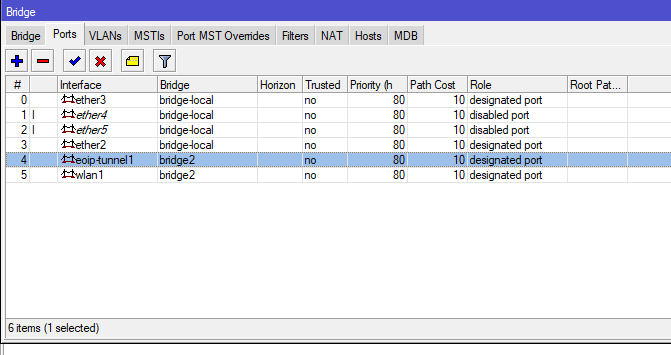 Bridge
Bridge Ports VLANs MSTIs Port MST Overrides Filters NAT Hosts MDB
# Interface Bridge Horizon Trusted Priority (h Path Cost Role Root Pat...
0 ether3 bridge-local no 80 10 designated port
1 I ether4 bridge-local no 80 10 disabled port
2 I ether5 bridge-local no 80 10 disabled port
3 ether2 bridge-local no 80 10 designated port
4 eoip-tunnel1 bridge2 no 80 10 designated port
5 wlan1 bridge2 no 80 10 designated port
6 items (1 selected)